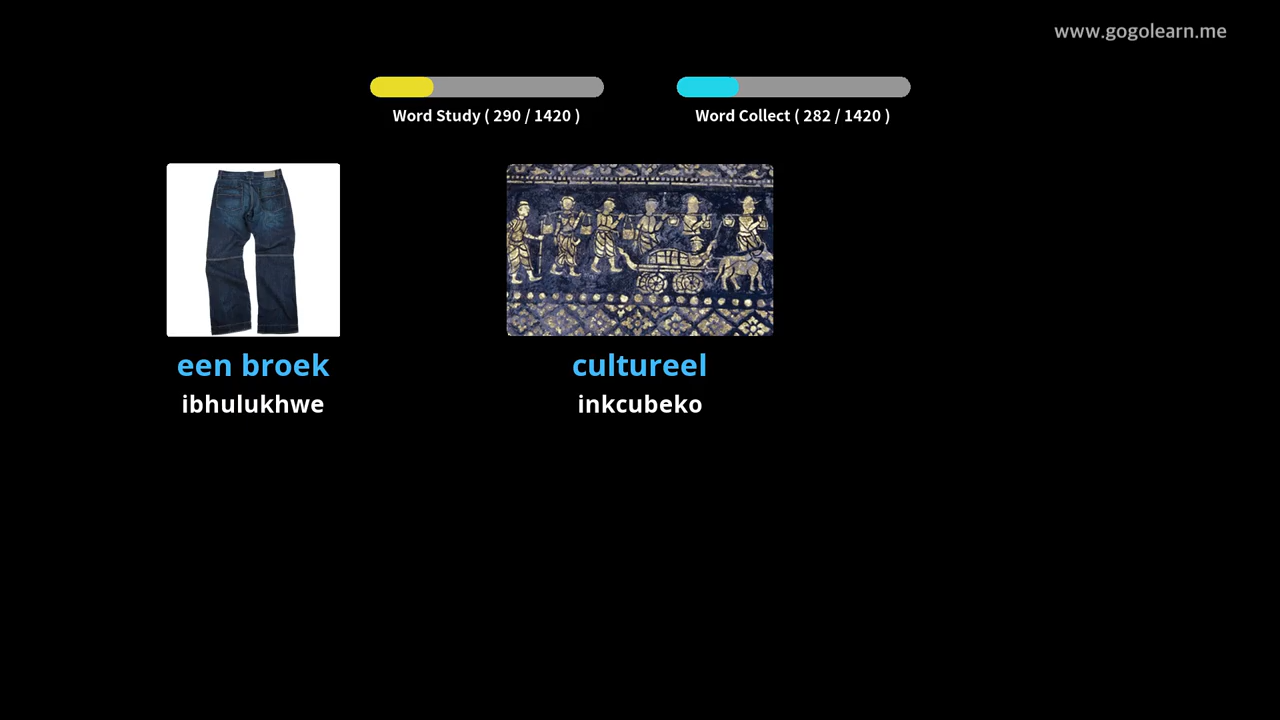 www.gogolearn.me
Word Study ( 290 / 1420 )
Word Collect ( 282 / 1420 )
een broek
ibhulukhwe
cultureel
inkcubeko